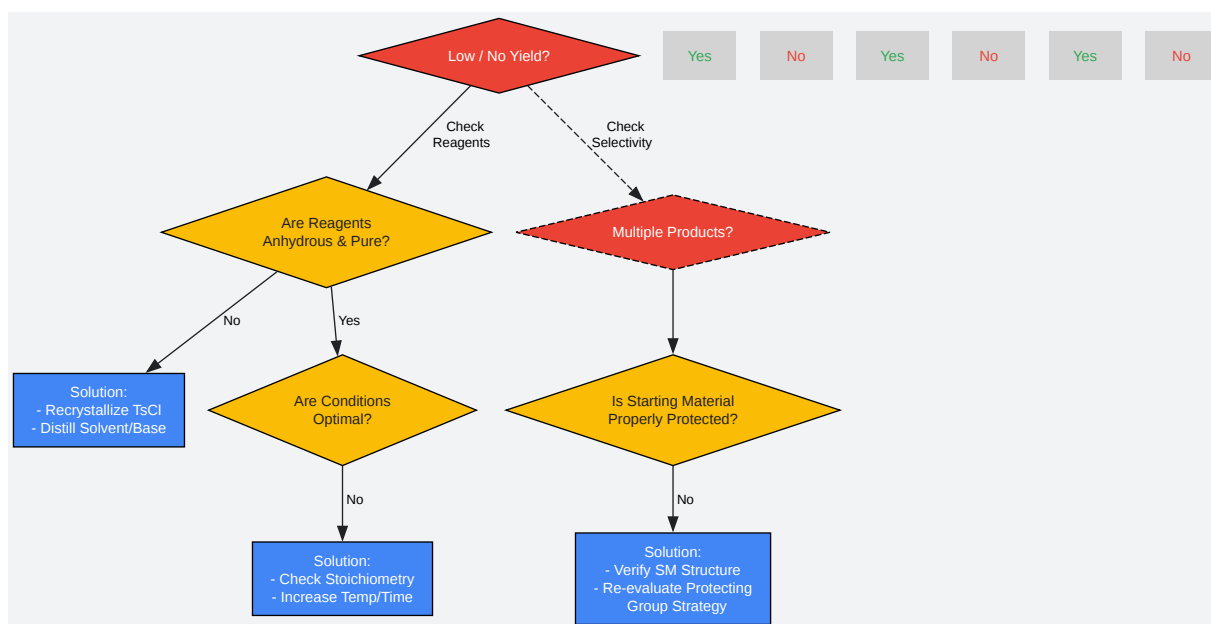 Low / No Yield?
Yes
No
Yes
No
Yes
No
Check
Reagents
Check
Selectivity
Are Reagents
Anhydrous & Pure?
Multiple Products?
No
Yes
Solution:
- Recrystallize TsCl
- Distill Solvent/Base
Are Conditions
Optimal?
Is Starting Material
Properly Protected?
No
No
Solution:
- Check Stoichiometry
- Increase Temp/Time
Solution:
- Verify SM Structure
- Re-evaluate Protecting
Group Strategy